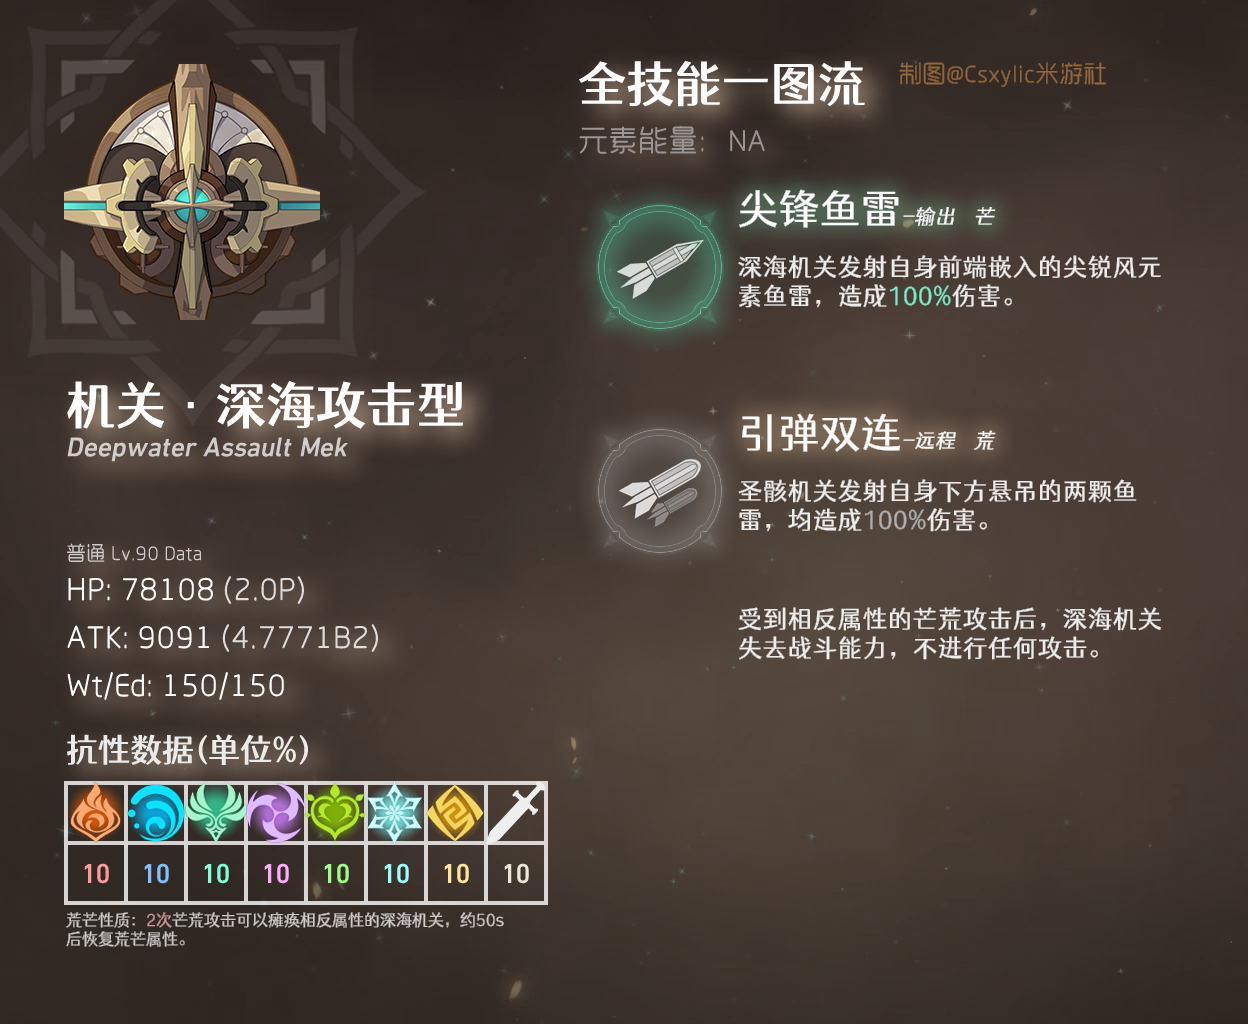 全技能一图流
制图@Csxylic米游社
元素能量: NA
尖锋鱼雷-输出 芒
深海机关发射自身前端嵌入的尖锐风元
素鱼雷，造成100%伤害。
机关·深海攻击型
Deepwater Assault Mek
引弹双连-远程 荒
圣骸机关发射自身下方悬吊的两颗鱼
雷，均造成100%伤害。
普通 Lv.90 Data
HP: 78108 (2.0P)
ATK: 9091 (4.7771B2)
Wt/Ed: 150/150
受到相反属性的芒荒攻击后，深海机关
失去战斗能力，不进行任何攻击。
抗性数据(单位%)
10 10 10 10 10 10 10 10
荒芒性质：2次芒荒攻击可以瘫痪相反属性的深海机关，约50s
后恢复荒芒属性。